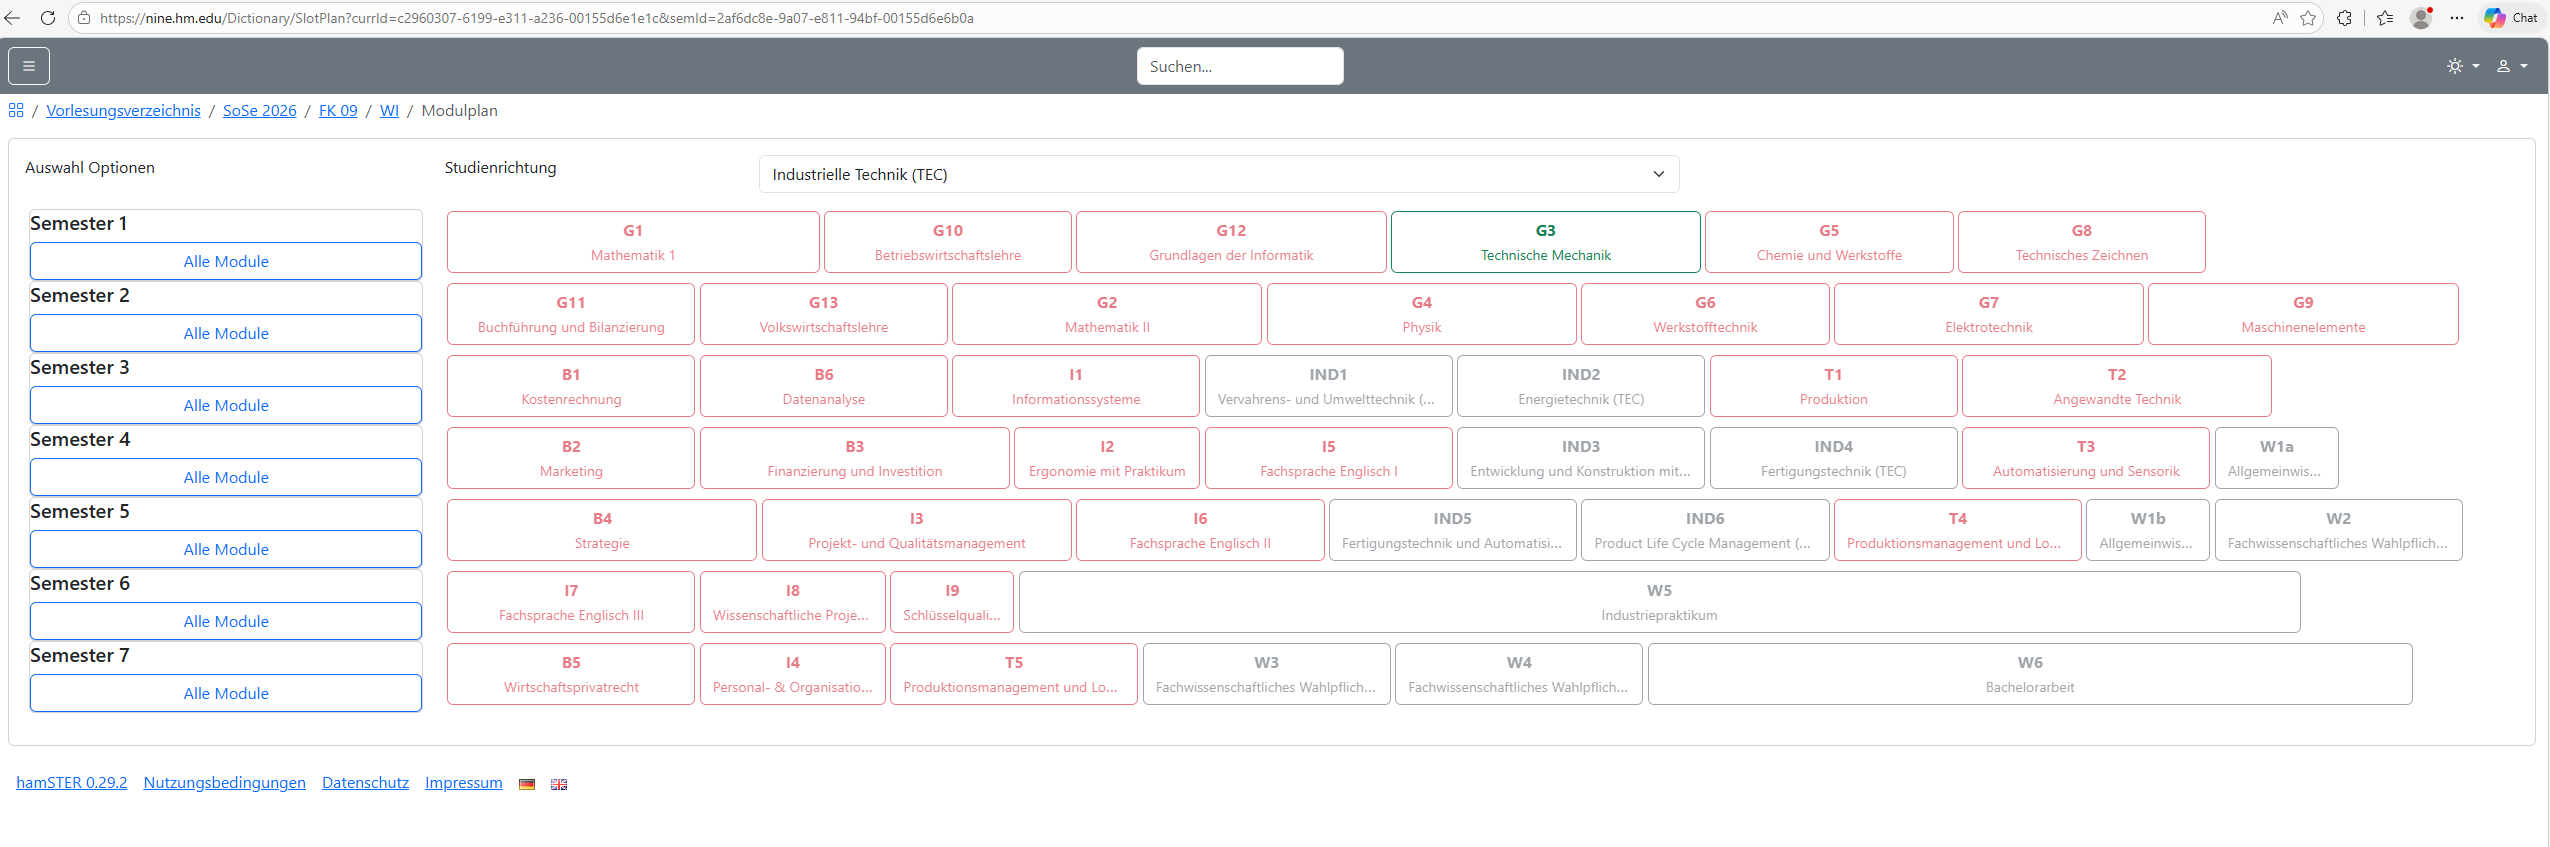 https://nine.hm.edu/Dictionary/SlotPlan?currId=c2960307-6199-e311-a236-00155d6e1e1c&semId=2af6dc8e-9a07-e811-94bf-00155d6e6b0a
Chat
Suchen...
/ Vorlesungsverzeichnis / SoSe 2026 / FK 09 / WI / Modulplan
Auswahl Optionen
Studienrichtung
Industrielle Technik (TEC)
Semester 1
Alle Module
G1
Mathematik 1
G10
Betriebswirtschaftslehre
G12
Grundlagen der Informatik
G3
Technische Mechanik
G5
Chemie und Werkstoffe
G8
Technisches Zeichnen
Semester 2
Alle Module
G11
Buchführung und Bilanzierung
G13
Volkswirtschaftslehre
G2
Mathematik II
G4
Physik
G6
Werkstofftechnik
G7
Elektrotechnik
G9
Maschinenelemente
Semester 3
Alle Module
B1
Kostenrechnung
B6
Datenanalyse
I1
Informationssysteme
IND1
Vervahrens- und Umwelttechnik (...
IND2
Energietechnik (TEC)
T1
Produktion
T2
Angewandte Technik
Semester 4
Alle Module
B2
Marketing
B3
Finanzierung und Investition
I2
Ergonomie mit Praktikum
I5
Fachsprache Englisch I
IND3
Entwicklung und Konstruktion mit...
IND4
Fertigungstechnik (TEC)
T3
Automatisierung und Sensorik
W1a
Allgemeinwis...
Semester 5
Alle Module
B4
Strategie
I3
Projekt- und Qualitätsmanagement
I6
Fachsprache Englisch II
IND5
Fertigungstechnik und Automatisi...
IND6
Product Life Cycle Management (...
T4
Produktionsmanagement und Lo...
W1b
Allgemeinwis...
W2
Fachwissenschaftliches Wahlpflich...
Semester 6
Alle Module
I7
Fachsprache Englisch III
I8
Wissenschaftliche Proje...
I9
Schlüsselquali...
W5
Industriepraktikum
Semester 7
Alle Module
B5
Wirtschaftsprivatrecht
I4
Personal- & Organisatio...
T5
Produktionsmanagement und Lo...
W3
Fachwissenschaftliches Wahlpflich...
W4
Fachwissenschaftliches Wahlpflich...
W6
Bachelorarbeit
hamSTER 0.29.2 Nutzungsbedingungen Datenschutz Impressum